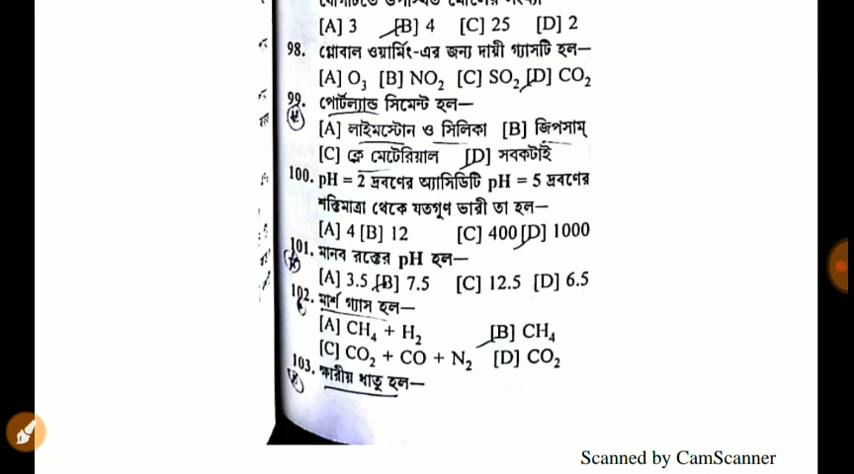 [A] 3 [B] 4 [C] 25 [D] 2
98. গ্লোবাল ওয়ার্মিং-এর জন্য দায়ী গ্যাসটি হল—
[A] O₃ [B] NO₂ [C] SO₂ [D] CO₂
99. পোর্টল্যান্ড সিমেন্ট হল—
[A] লাইমস্টোন ও সিলিকা [B] জিপসাম্
[C] ক্লে মেটেরিয়াল [D] সবকটাই
100. pH = 2 দ্রবণের অ্যাসিডিটি pH = 5 দ্রবণের
শক্তিমাত্রা থেকে যতগুণ ভারী তা হল—
[A] 4 [B] 12 [C] 400 [D] 1000
101. মানব রক্তের pH হল—
[A] 3.5 [B] 7.5 [C] 12.5 [D] 6.5
102. মার্শ গ্যাস হল—
[A] CH₄ + H₂ [B] CH₄
[C] CO₂ + CO + N₂ [D] CO₂
103. ক্ষারীয় ধাতু হল—
Scanned by CamScanner